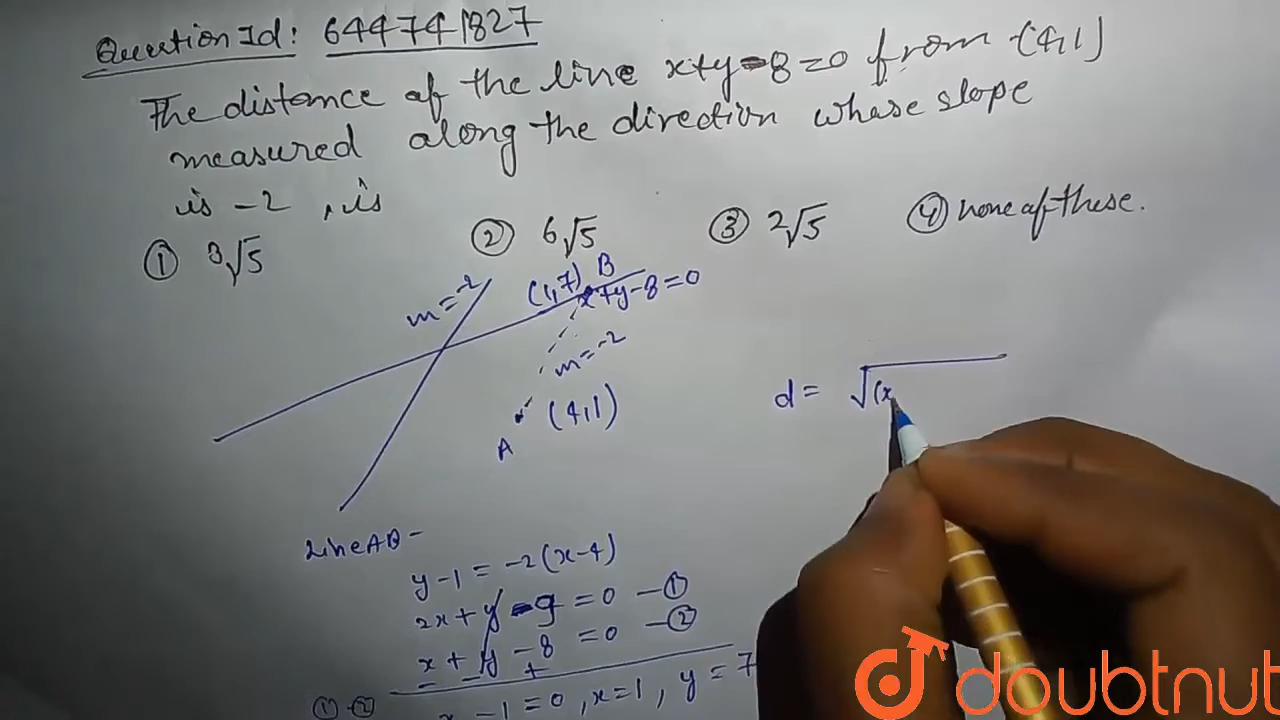 Question Id: 644741827
The distance af the line x+y-8=0 from (4,1)
measured along the direction whose slope
is -2 , is
① 3√5 ② 6√5 ③ 2√5 ④ none af these.
m=-2
(1,7) B
x+y-8=0
m=-2
(4,1)
A
d= √(x
Line AB -
y-1 = -2(x-4)
2x+y-9=0 -①
x+y-8=0 -②
- - +
①-② x-1=0, x=1, y=7
doubtnut